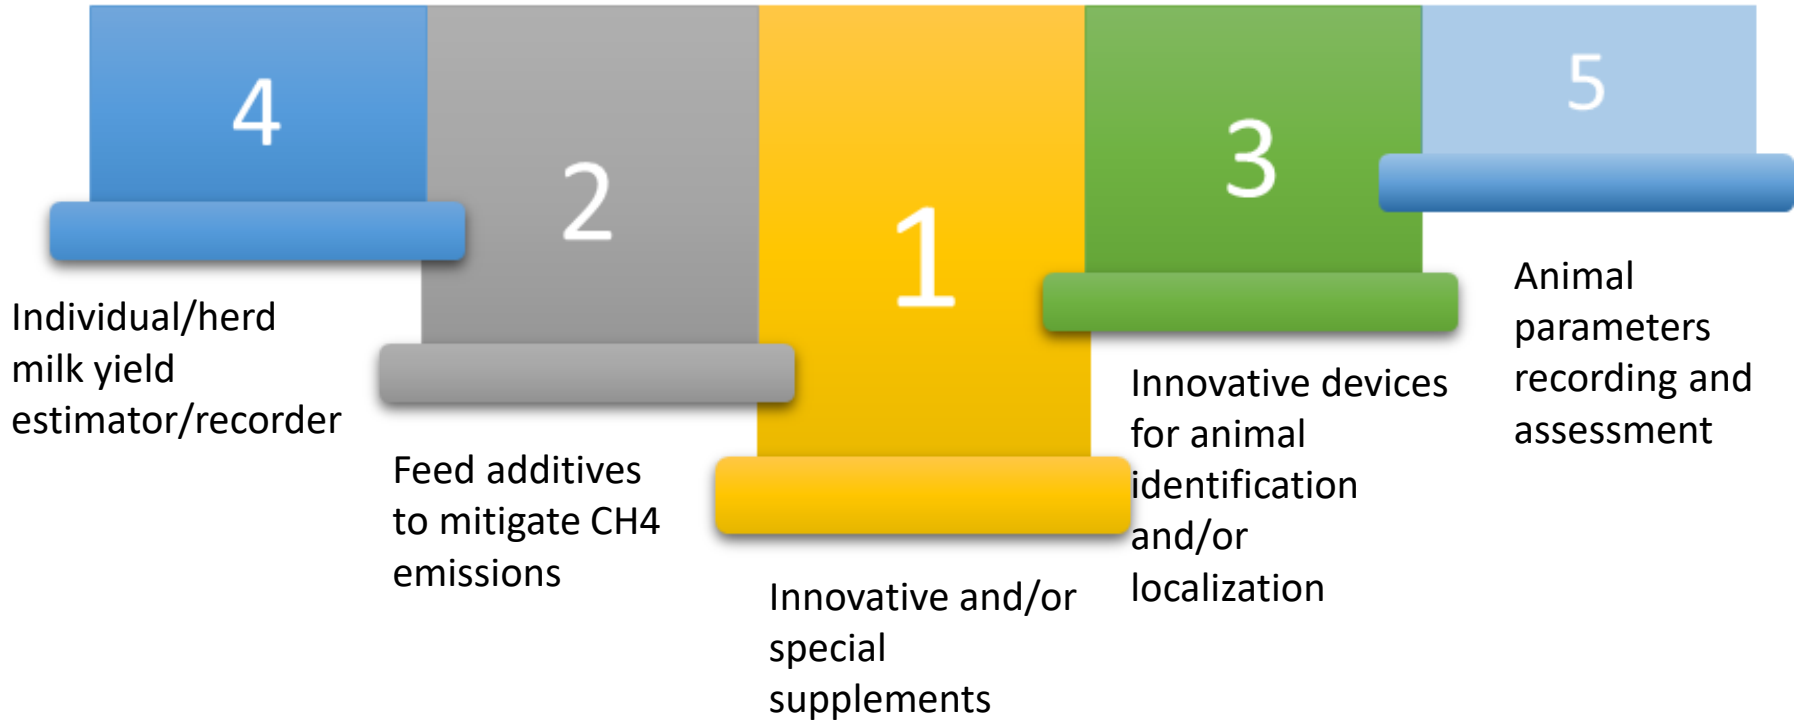 4
Individual/herd
milk yield
estimator/recorder
2
Feed additives
to mitigate CH4
emissions
1
Innovative and/or
special
supplements
3
Innovative devices
for animal
identification
and/or
localization
5
Animal
parameters
recording and
assessment